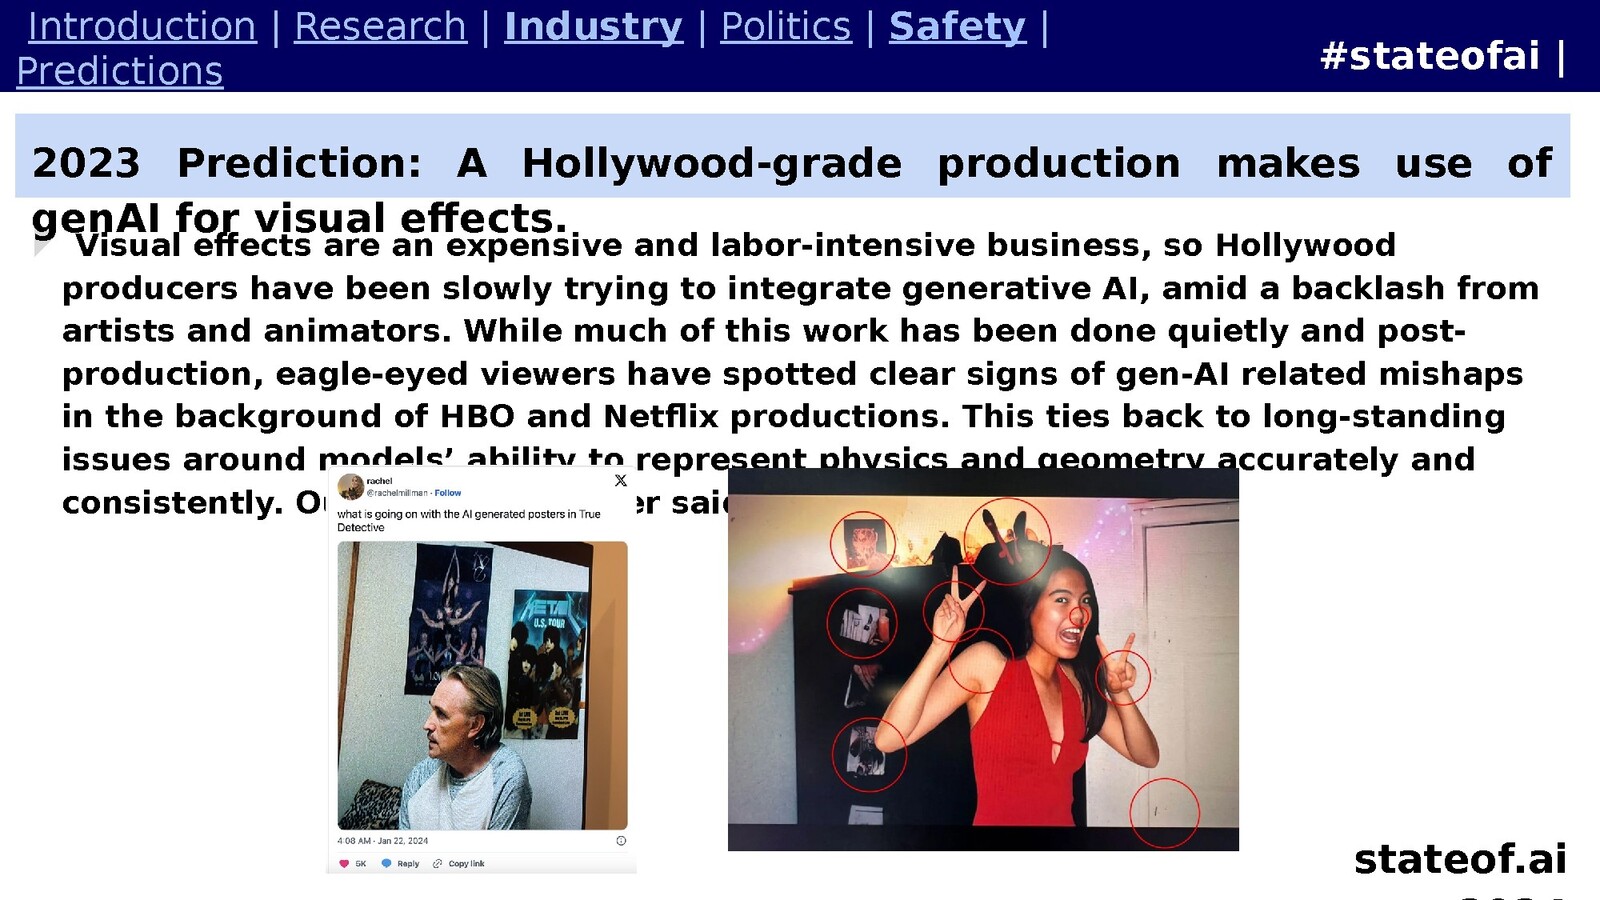 Introduction | Research | Industry | Politics | Safety |
Predictions
#stateofai |
2023 Prediction: A Hollywood-grade production makes use of
genAI for visual effects.
Visual effects are an expensive and labor-intensive business, so Hollywood
producers have been slowly trying to integrate generative AI, amid a backlash from
artists and animators. While much of this work has been done quietly and post-
production, eagle-eyed viewers have spotted clear signs of gen-AI related mishaps
in the background of HBO and Netflix productions. This ties back to long-standing
issues around models’ ability to represent physics and geometry accurately and
consistently.
rachel
@rachelmillman · Follow
what is going on with the AI generated posters in True
Detective
U.S. TOUR
4:08 AM · Jan 22, 2024
Reply
Copy link
stateof.ai